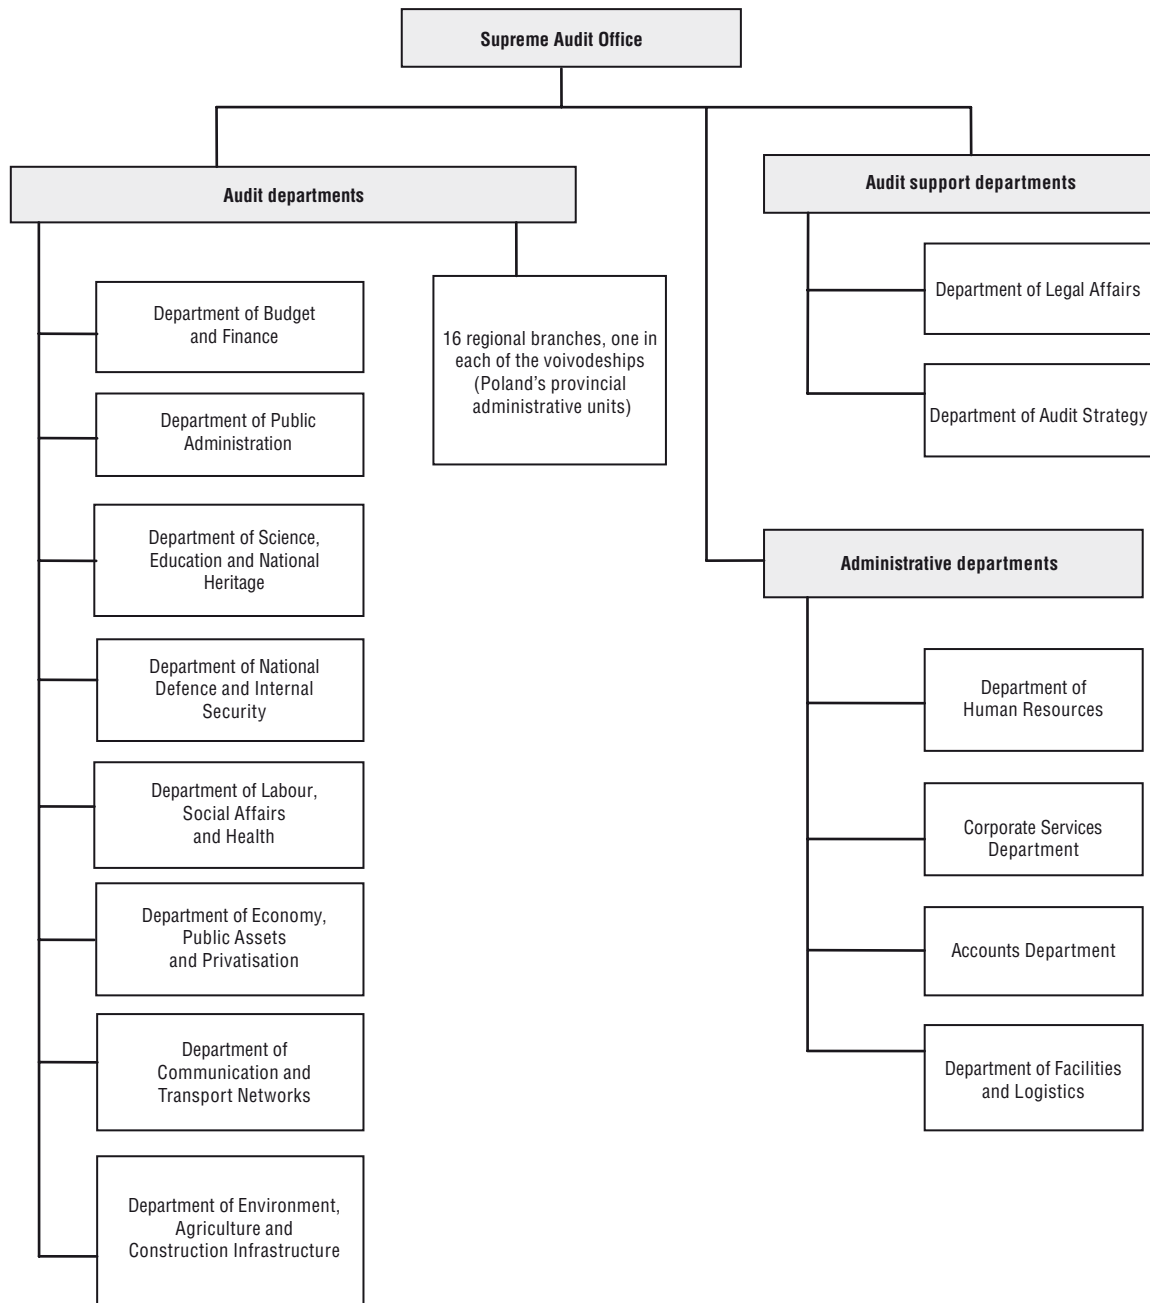 Supreme Audit Office
Audit departments
Department of Budget
and Finance
Department of Public
Administration
Department of Science,
Education and National
Heritage
Department of National
Defence and Internal
Security
Department of Labour,
Social Affairs
and Health
Department of Economy,
Public Assets
and Privatisation
Department of
Communication and
Transport Networks
Department of Environment,
Agriculture and
Construction Infrastructure
16 regional branches, one in
each of the voivodeships
(Poland's provincial
administrative units)
Audit support departments
Department of Legal Affairs
Department of Audit Strategy
Administrative departments
Department of
Human Resources
Corporate Services
Department
Accounts Department
Department of Facilities
and Logistics